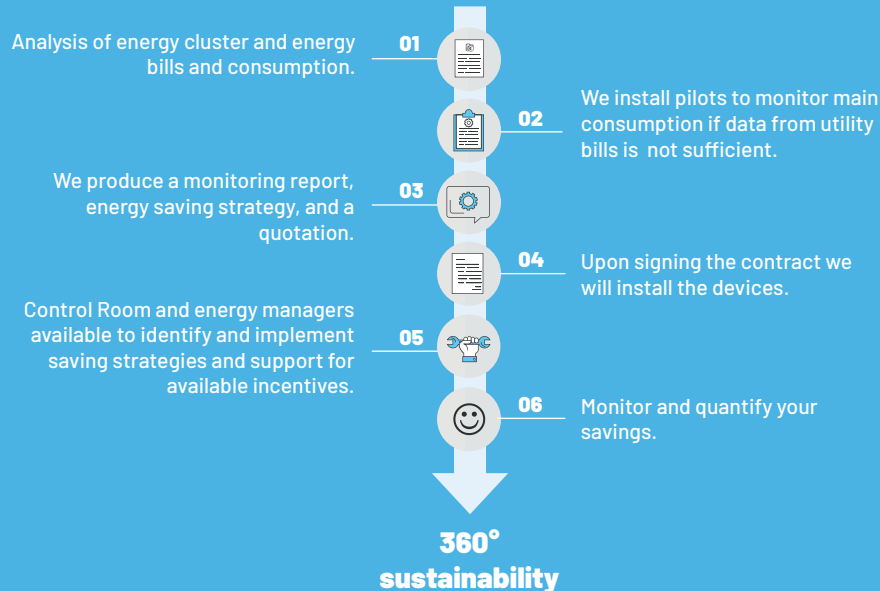 01
Analysis of energy cluster and energy
bills and consumption.
02
We install pilots to monitor main
consumption if data from utility
bills is not sufficient.
03
We produce a monitoring report,
energy saving strategy, and a
quotation.
04
Upon signing the contract we
will install the devices.
05
Control Room and energy managers
available to identify and implement
saving strategies and support for
available incentives.
06
Monitor and quantify your
savings.
360°
sustainability